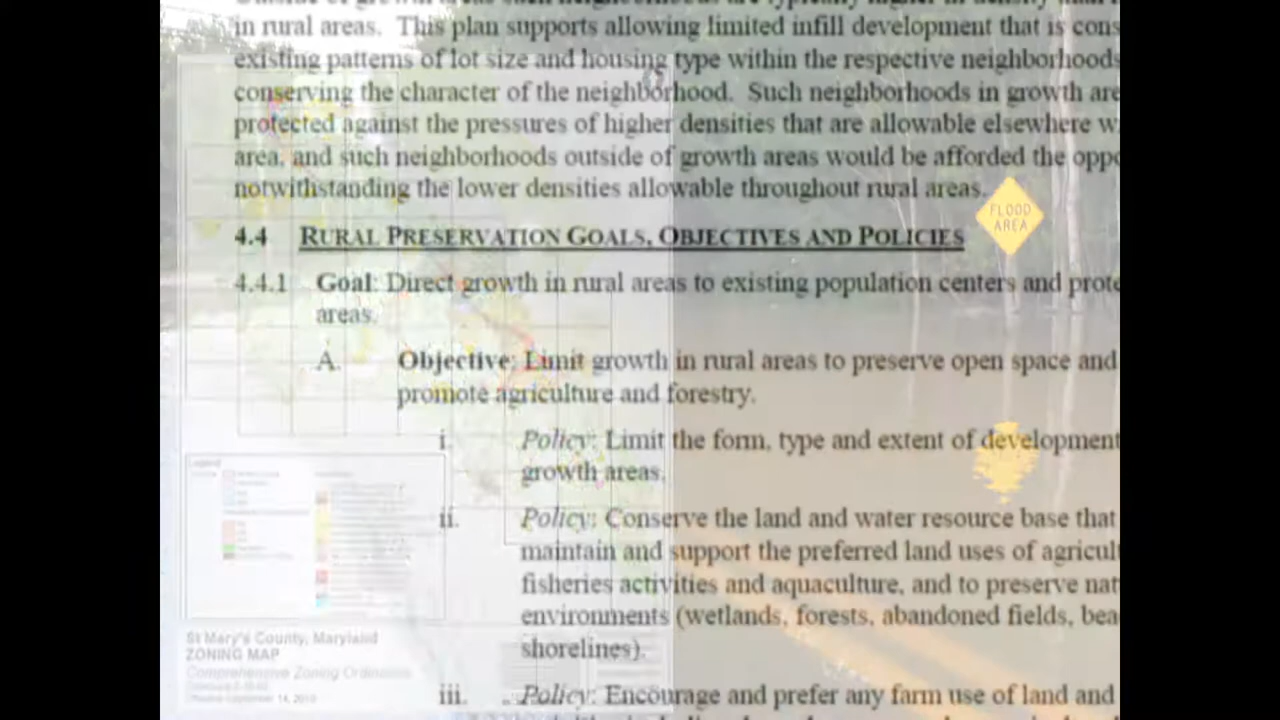 in rural areas. This plan supports allowing limited infill development that is cons
existing patterns of lot size and housing type within the respective neighborhoods
conserving the character of the neighborhood. Such neighborhoods in growth are
protected against the pressures of higher densities that are allowable elsewhere w
area, and such neighborhoods outside of growth areas would be afforded the oppo
notwithstanding the lower densities allowable throughout rural areas.
FLOOD
AREA
4.4 RURAL PRESERVATION GOALS, OBJECTIVES AND POLICIES
4.4.1 Goal: Direct growth in rural areas to existing population centers and prote
areas.
A. Objective: Limit growth in rural areas to preserve open space and
promote agriculture and forestry.
i. Policy: Limit the form, type and extent of development
growth areas.
ii. Policy: Conserve the land and water resource base that
maintain and support the preferred land uses of agricult
fisheries activities and aquaculture, and to preserve nat
environments (wetlands, forests, abandoned fields, bea
shorelines).
iii. Policy: Encourage and prefer any farm use of land and
Legend
St Mary's County, Maryland
ZONING MAP
Comprehensive Zoning Ordinance